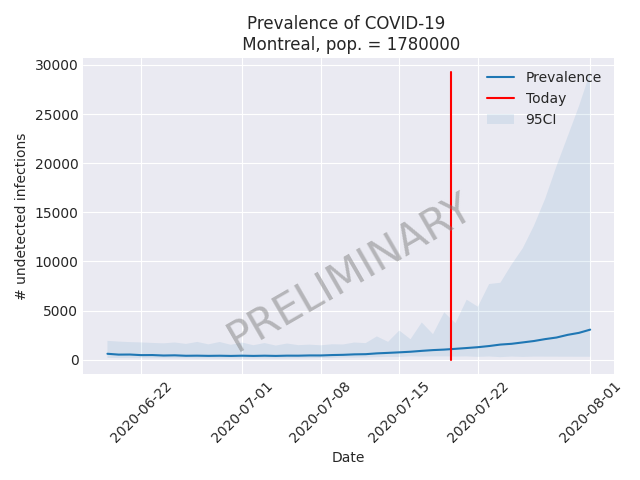 Prevalence of COVID-19
Montreal, pop. = 1780000
30000
25000
20000
15000
10000
5000
0
# undetected infections
Prevalence
Today
95CI
PRELIMINARY
2020-06-22
2020-07-01
2020-07-08
2020-07-15
2020-07-22
2020-08-01
Date